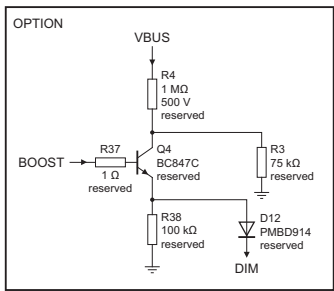 OPTION
VBUS
R4
1 MΩ
500 V
reserved
R37
BOOST
1 Ω
reserved
Q4
BC847C
reserved
R3
75 kΩ
reserved
R38
100 kΩ
reserved
D12
PMBD914
reserved
DIM